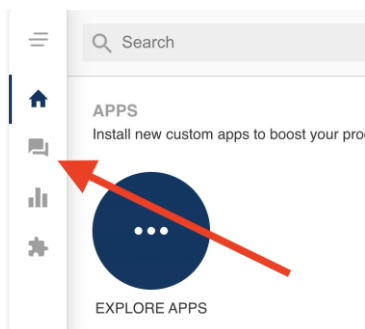 Search
APPS
Install new custom apps to boost your pro
EXPLORE APPS